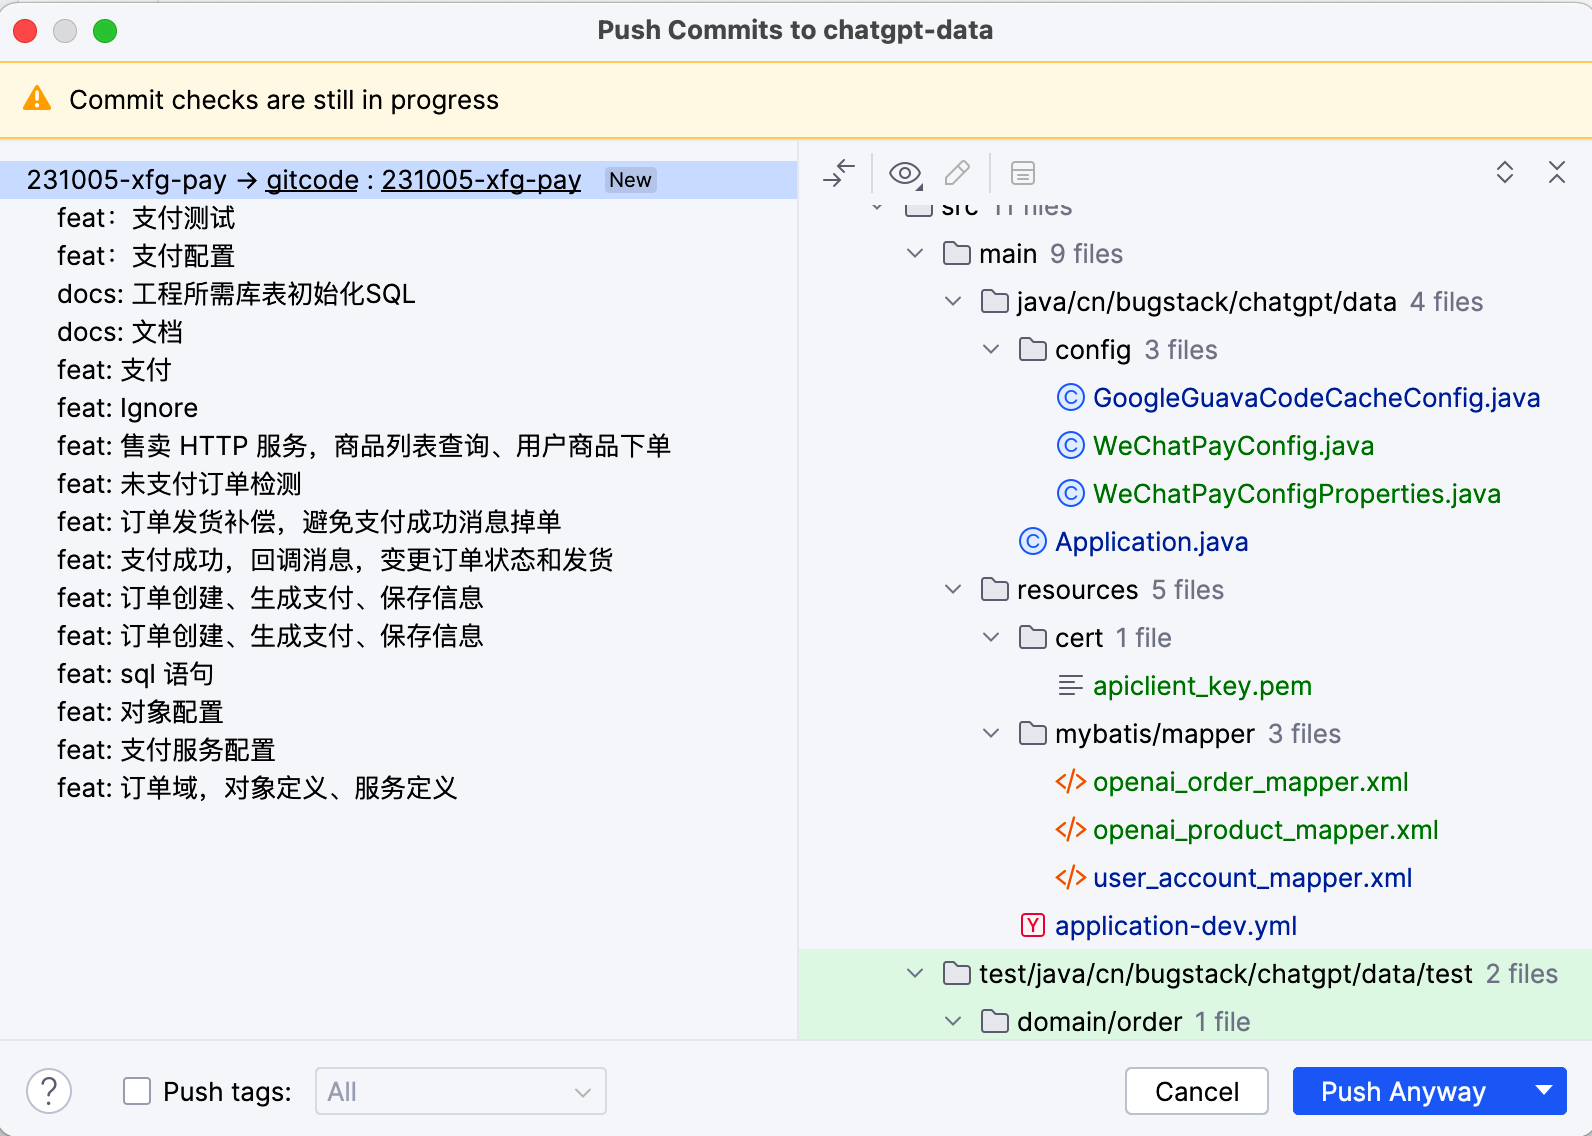 Push Commits to chatgpt-data
Commit checks are still in progress
231005-xfg-pay → gitcode : 231005-xfg-pay New
feat：支付测试
feat：支付配置
docs: 工程所需库表初始化SQL
docs: 文档
feat: 支付
feat: Ignore
feat: 售卖 HTTP 服务，商品列表查询、用户商品下单
feat: 未支付订单检测
feat: 订单发货补偿，避免支付成功消息掉单
feat: 支付成功，回调消息，变更订单状态和发货
feat: 订单创建、生成支付、保存信息
feat: 订单创建、生成支付、保存信息
feat: sql 语句
feat: 对象配置
feat: 支付服务配置
feat: 订单域，对象定义、服务定义
src 11 files
main 9 files
java/cn/bugstack/chatgpt/data 4 files
config 3 files
GoogleGuavaCodeCacheConfig.java
WeChatPayConfig.java
WeChatPayConfigProperties.java
Application.java
resources 5 files
cert 1 file
apiclient_key.pem
mybatis/mapper 3 files
openai_order_mapper.xml
openai_product_mapper.xml
user_account_mapper.xml
application-dev.yml
test/java/cn/bugstack/chatgpt/data/test 2 files
domain/order 1 file
Push tags: All
Cancel
Push Anyway